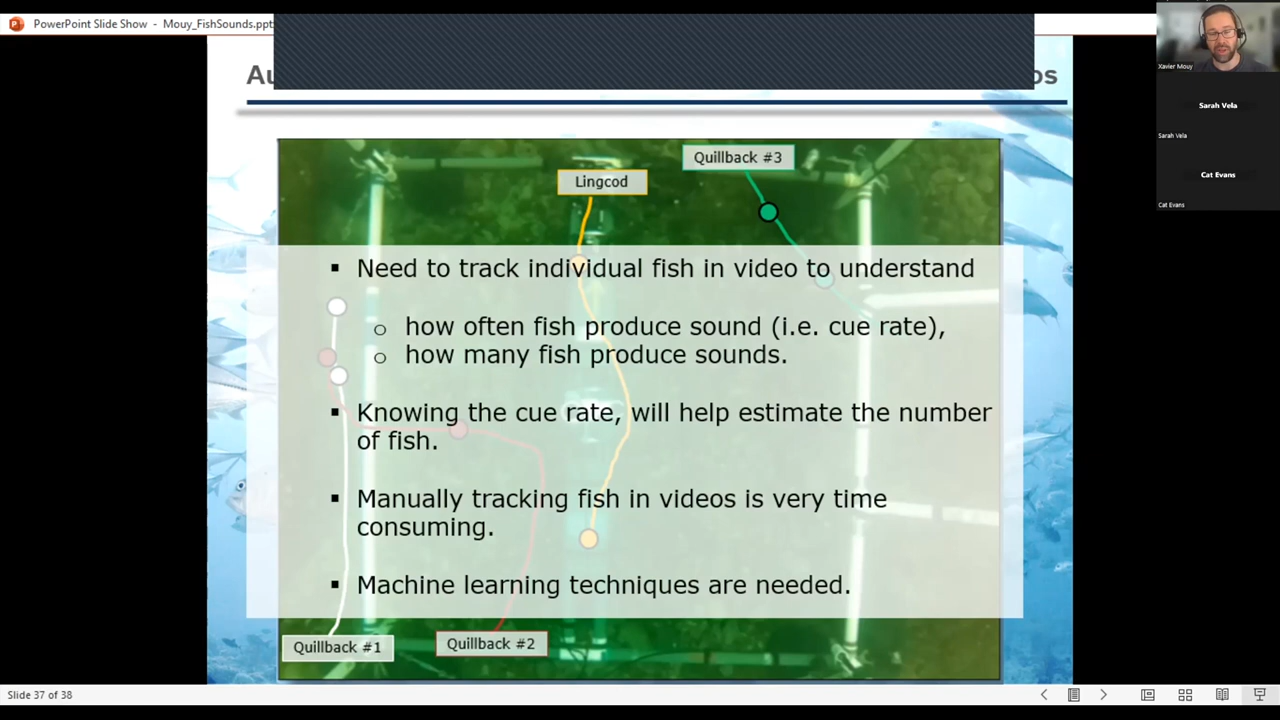 PowerPoint Slide Show - Mouy_FishSounds.ppt
Xavier Mouy
Sarah Vela
Sarah Vela
Cat Evans
Cat Evans
Quillback #3
Lingcod
▪ Need to track individual fish in video to understand
o how often fish produce sound (i.e. cue rate),
o how many fish produce sounds.
▪ Knowing the cue rate, will help estimate the number
of fish.
▪ Manually tracking fish in videos is very time
consuming.
▪ Machine learning techniques are needed.
Quillback #1
Quillback #2
Slide 37 of 38